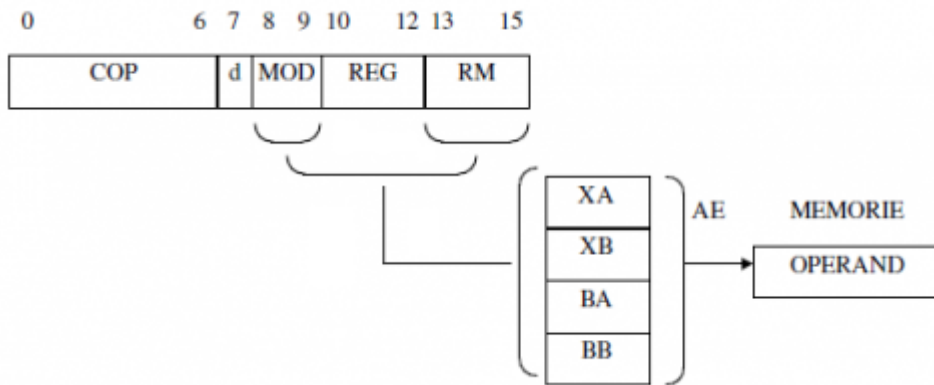 0 6 7 8 9 10 12 13 15
COP d MOD REG RM
XA
AE MEMORIE
XB
OPERAND
BA
BB